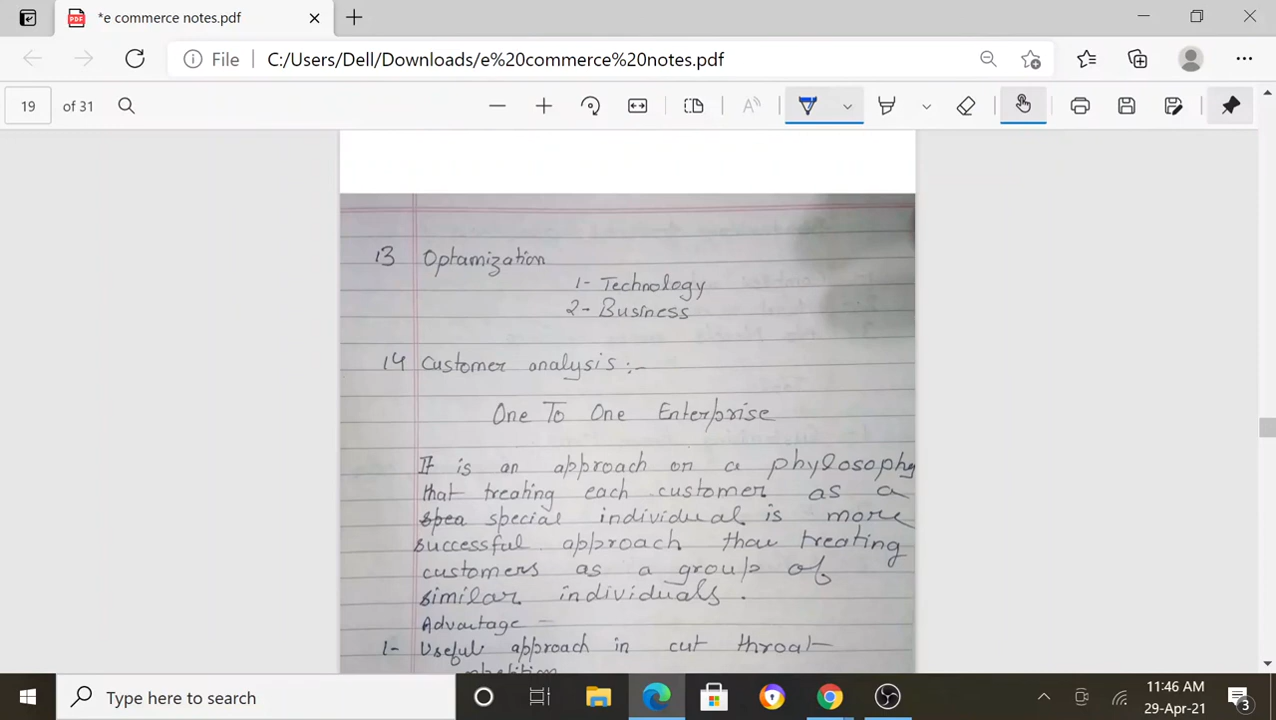 *e commerce notes.pdf
File C:/Users/Dell/Downloads/e%20commerce%20notes.pdf
19 of 31
13 Optamization
1- Technology
2- Business
14 Customer analysis :-
One To One Enterprise
It is an approach on a phylosophy
that treating each customer as a
spea special individual is more
successful approach than treating
customers as a group of
similar individuals .
Advantage -
1- Useful approach in cut throat
Type here to search
11:46 AM
29-Apr-21
3